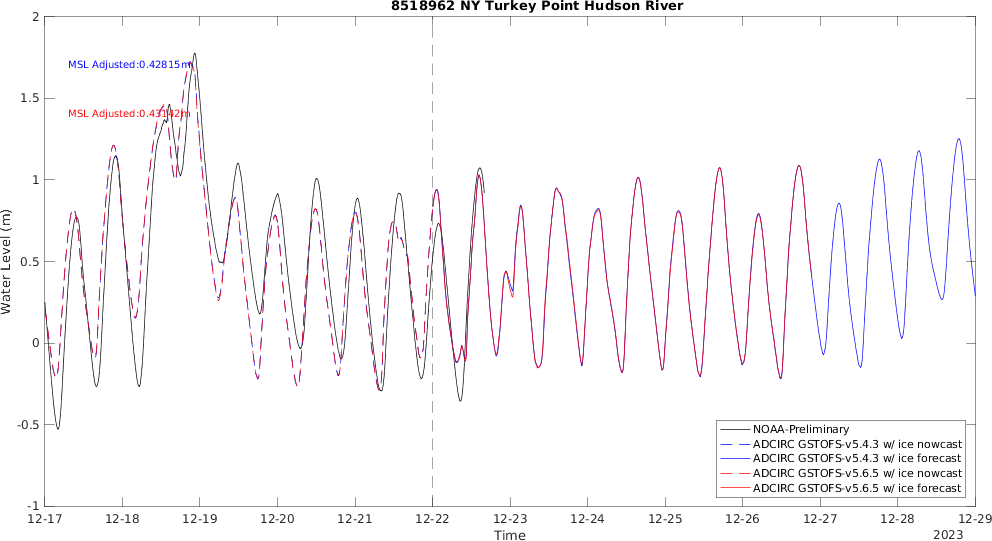 8518962 NY Turkey Point Hudson River
2
1.5
1
0.5
0
-0.5
-1
Water Level (m)
MSL Adjusted:0.42815m
MSL Adjusted:0.43142m
NOAA-Preliminary
ADCIRC GSTOFS-v5.4.3 w/ ice nowcast
ADCIRC GSTOFS-v5.4.3 w/ ice forecast
ADCIRC GSTOFS-v5.6.5 w/ ice nowcast
ADCIRC GSTOFS-v5.6.5 w/ ice forecast
12-17 12-18 12-19 12-20 12-21 12-22 12-23 12-24 12-25 12-26 12-27 12-28 12-29
Time
2023